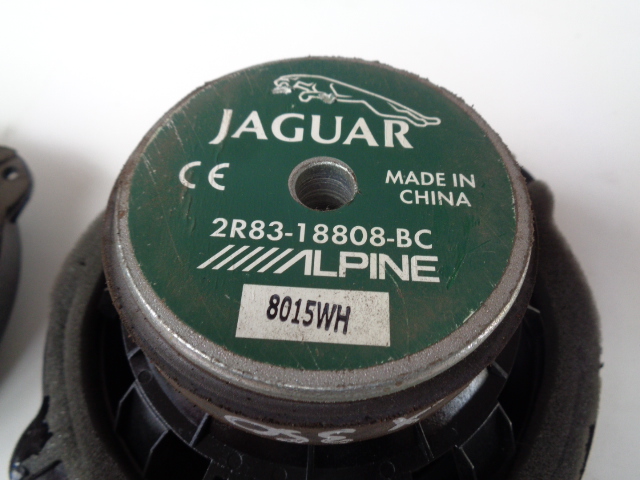 JAGUAR
CE
MADE IN
CHINA
2R83-18808-BC
ALPINE
8015WH